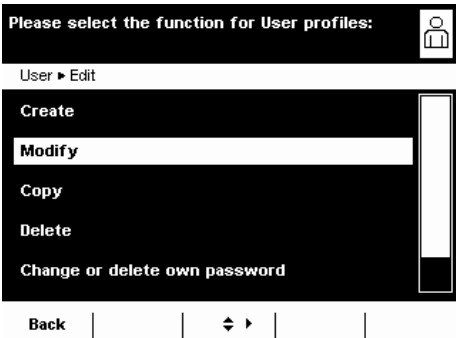 Please select the function for User profiles:
User ▸ Edit
Create
Modify
Copy
Delete
Change or delete own password
Back